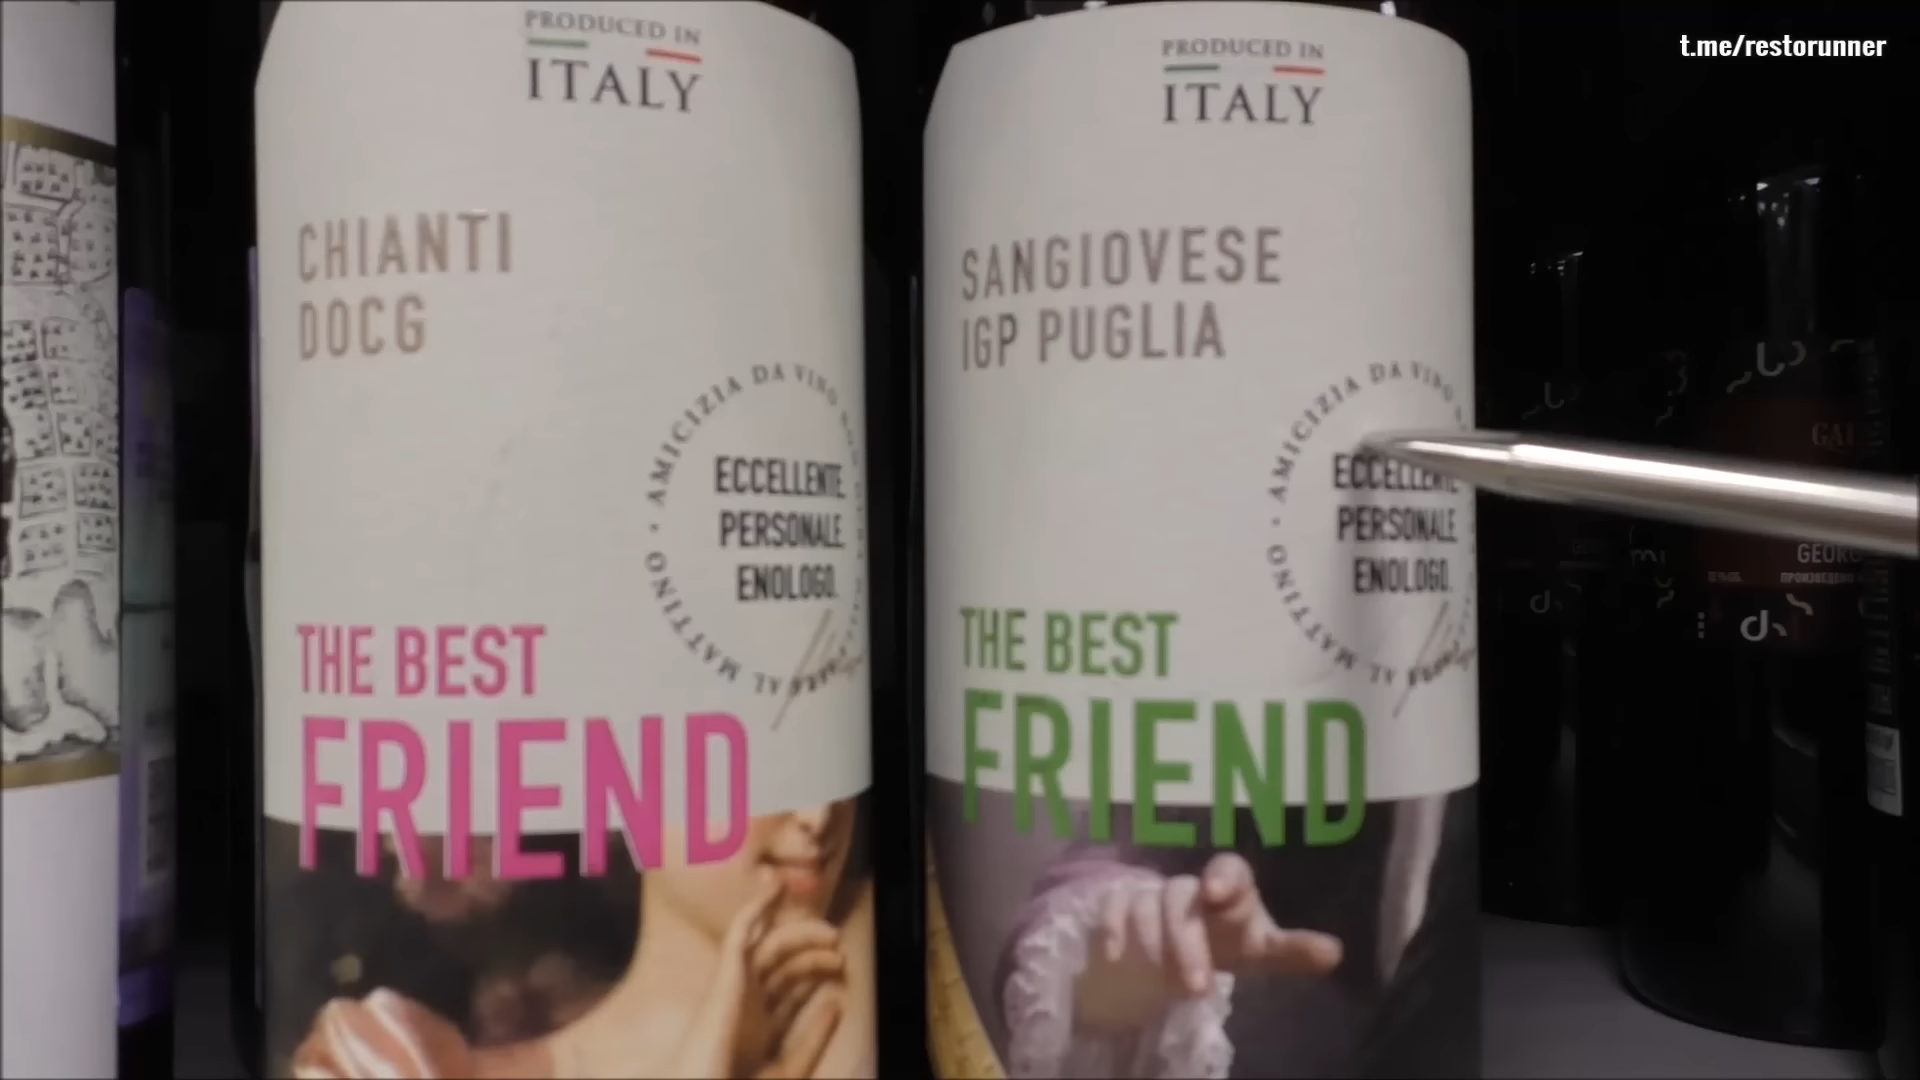 t.me/restorunner
PRODUCED IN
ITALY
CHIANTI
DOCG
AMICIZIA DA VINO
AL MATTINO
ECCELLENTE
PERSONALE
ENOLOGO.
THE BEST
FRIEND
PRODUCED IN
ITALY
SANGIOVESE
IGP PUGLIA
AMICIZIA DA VINO
AL MATTINO
ECCELLENTE
PERSONALE
ENOLOGO.
THE BEST
FRIEND